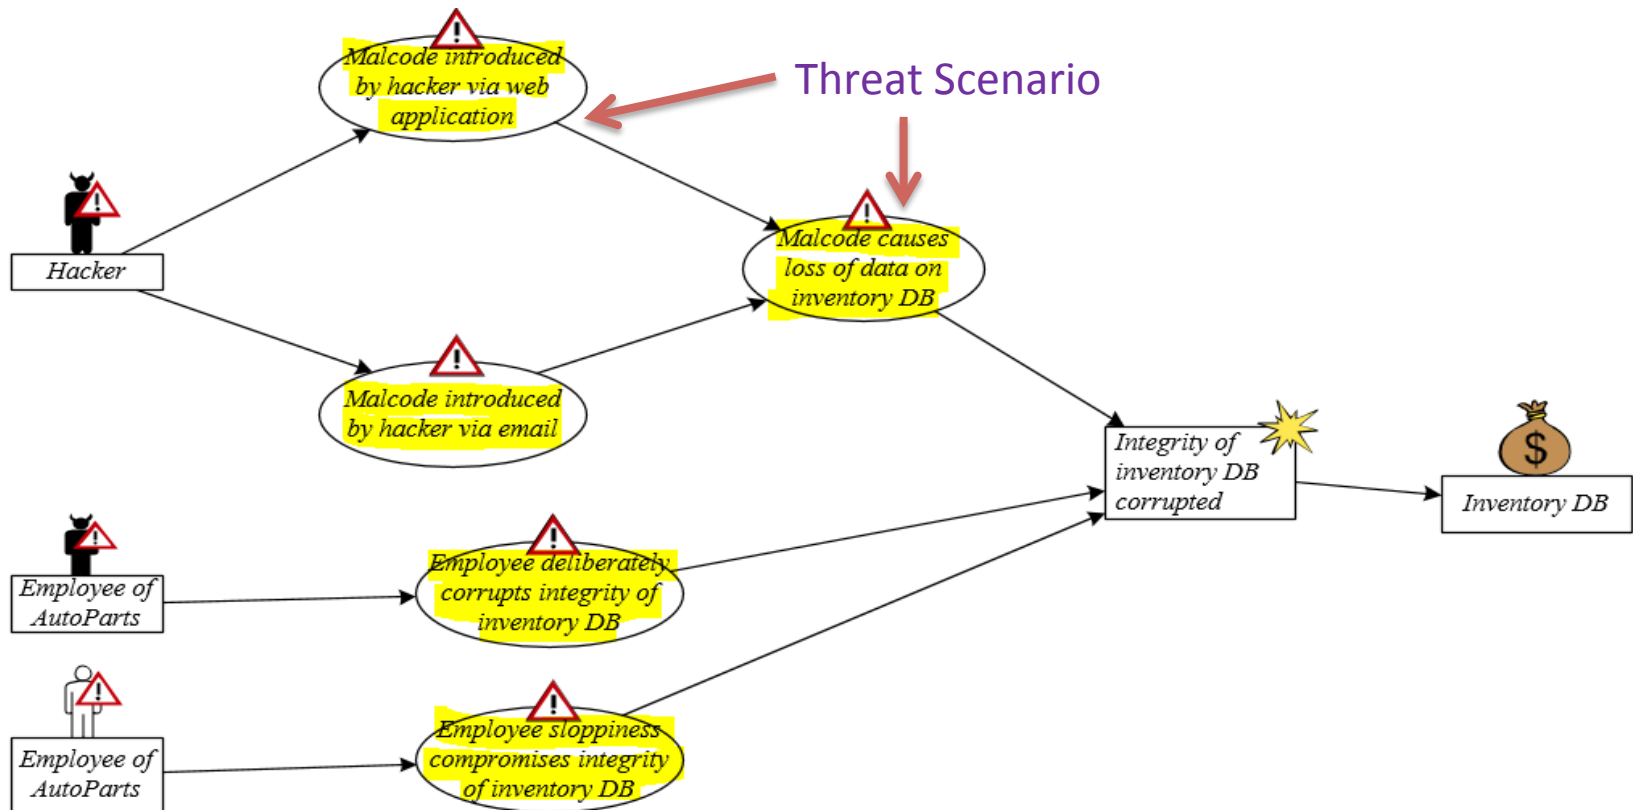 Malcode introduced
by hacker via web
application
Threat Scenario
Hacker
Malcode causes
loss of data on
inventory DB
Malcode introduced
by hacker via email
Integrity of
inventory DB
corrupted
$
Inventory DB
Employee of
AutoParts
Employee deliberately
corrupts integrity of
inventory DB
Employee of
AutoParts
Employee sloppiness
compromises integrity
of inventory DB